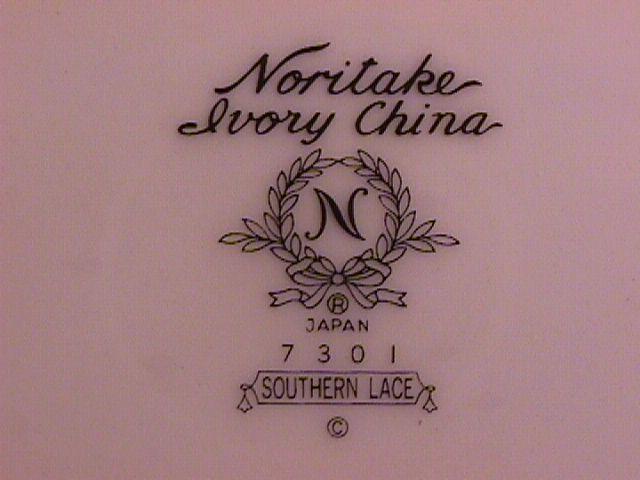 Noritake
Ivory China
N
®
JAPAN
7301
SOUTHERN LACE
©